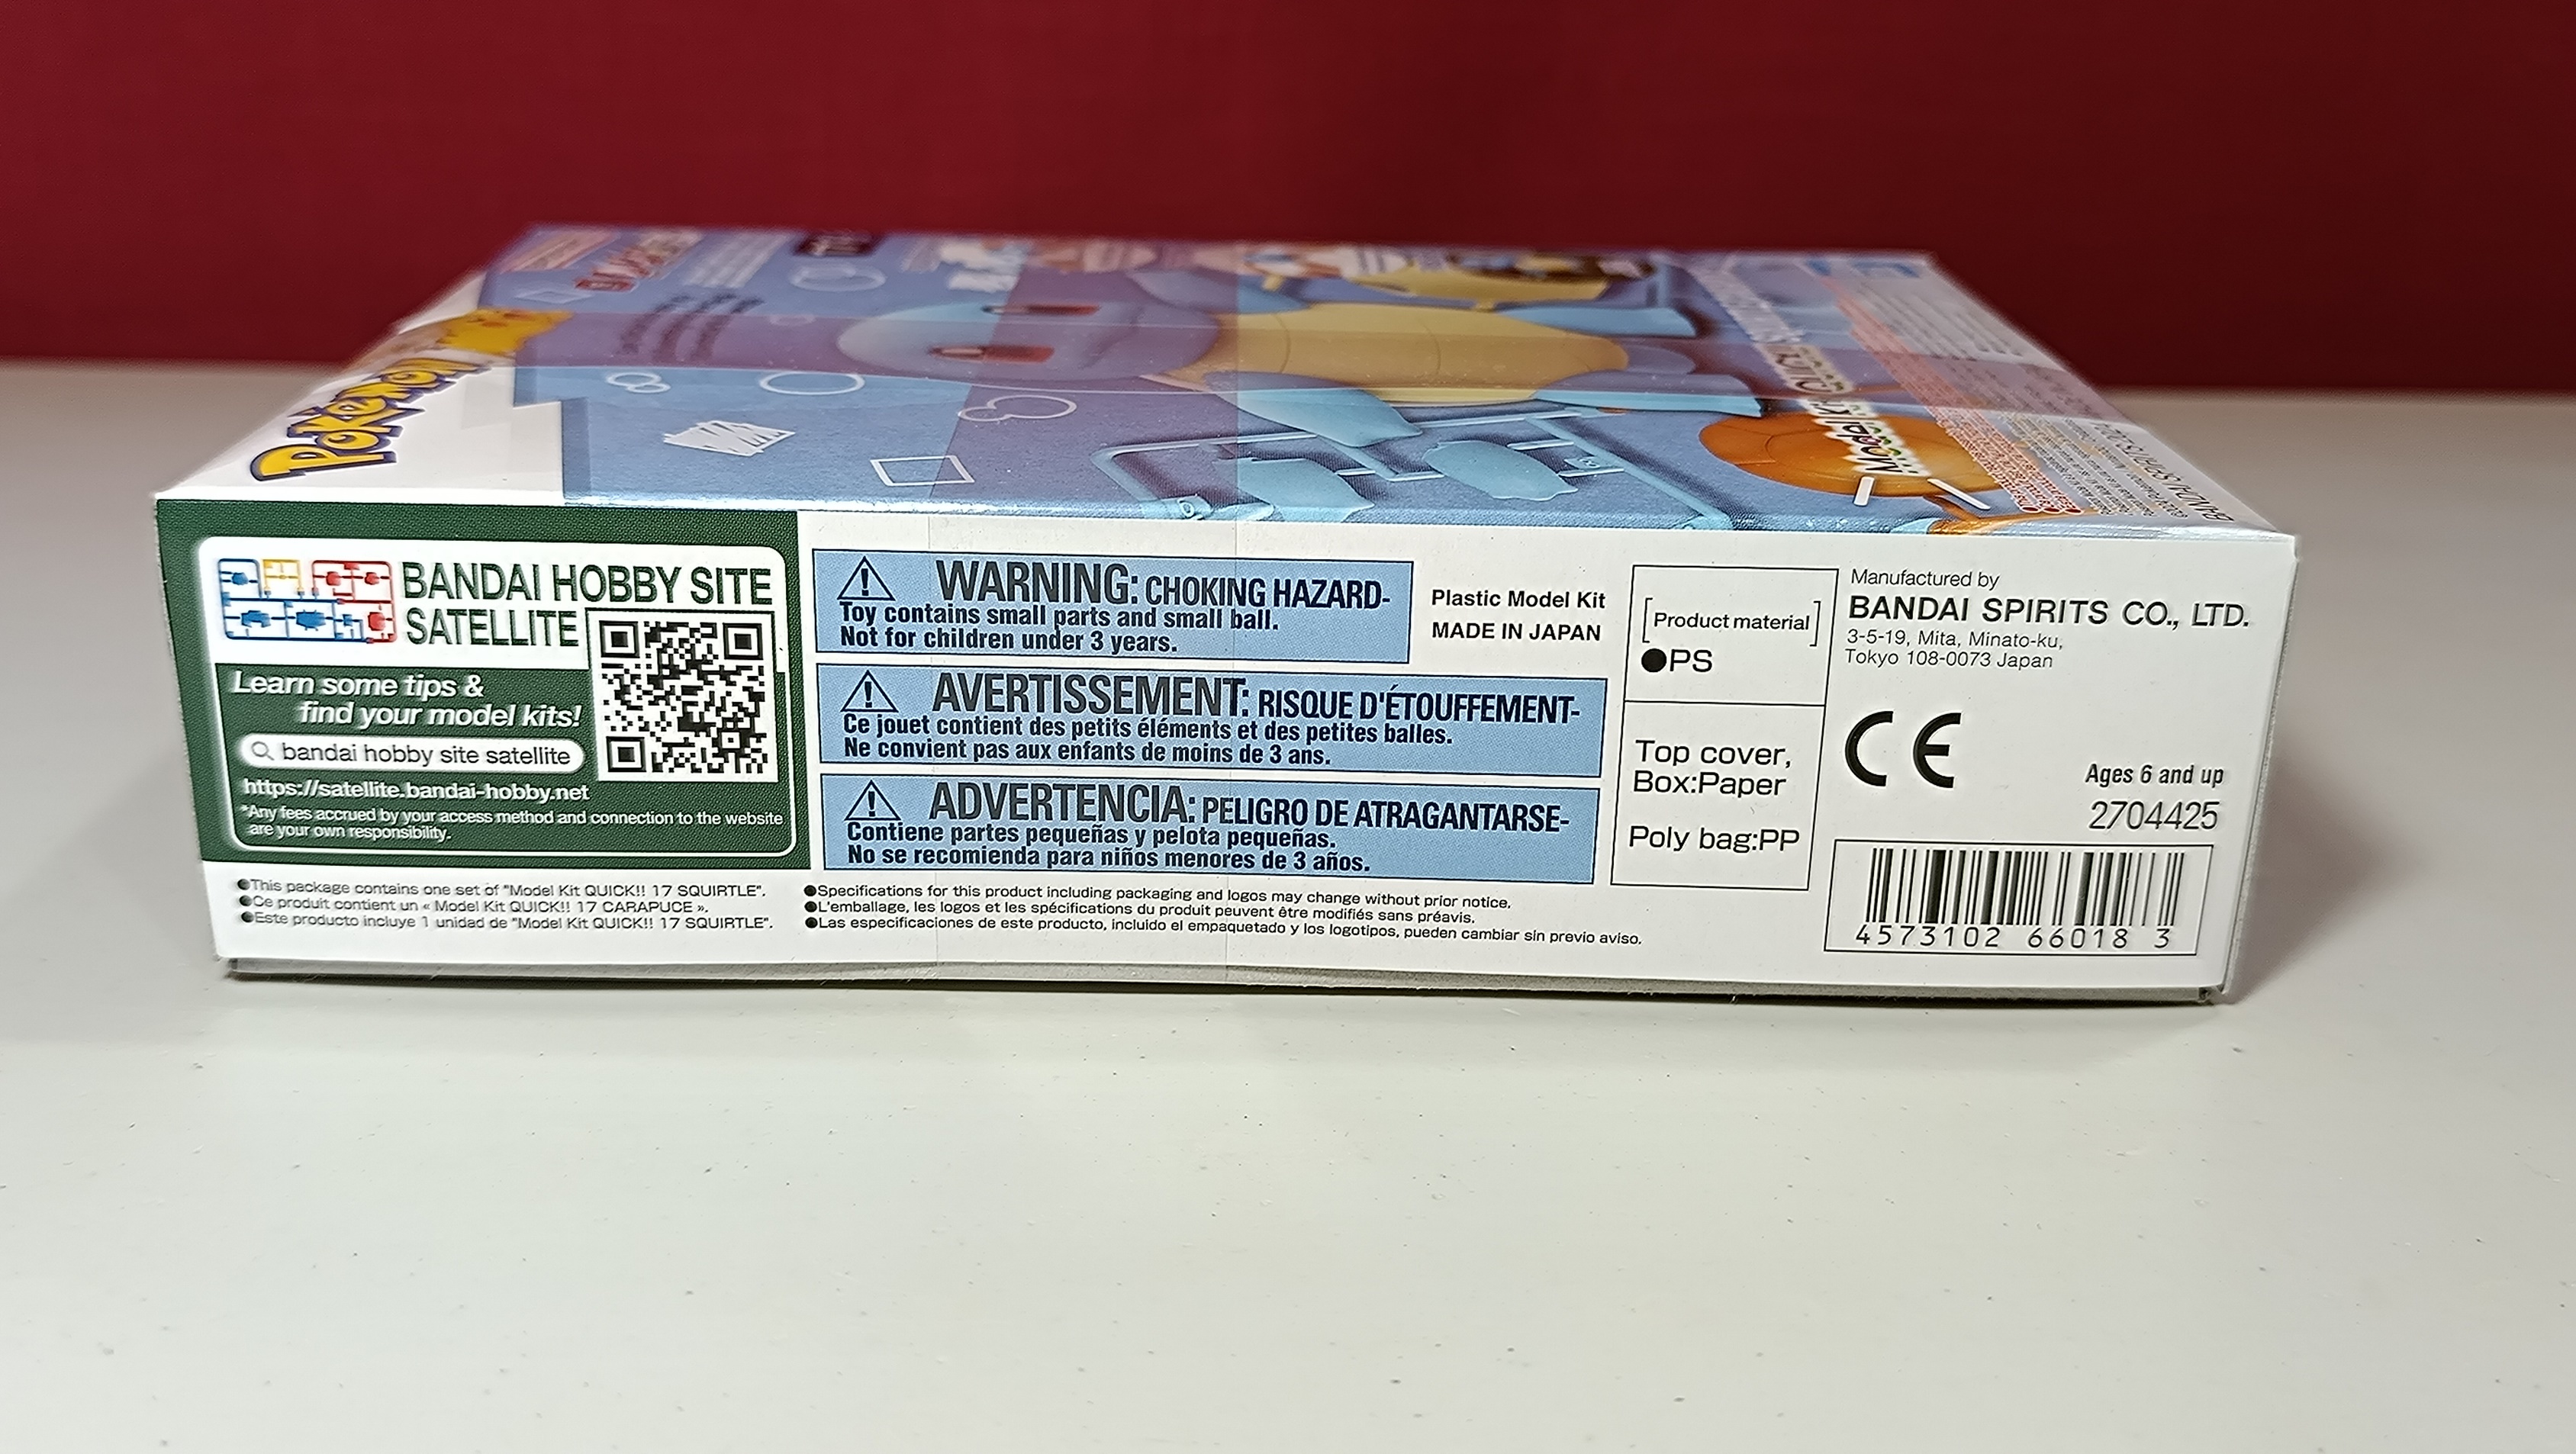 Pokémon
Model Kit QUICK!!
BANDAI SPIRITS
BANDAI HOBBY SITE
SATELLITE
Learn some tips &
find your model kits!
bandai hobby site satellite
https://satellite.bandai-hobby.net
*Any fees accrued by your access method and connection to the website
are your own responsibility.
WARNING: CHOKING HAZARD-
Toy contains small parts and small ball.
Not for children under 3 years.
AVERTISSEMENT: RISQUE D'ÉTOUFFEMENT-
Ce jouet contient des petits éléments et des petites balles.
Ne convient pas aux enfants de moins de 3 ans.
ADVERTENCIA: PELIGRO DE ATRAGANTARSE-
Contiene partes pequeñas y pelota pequeñas.
No se recomienda para niños menores de 3 años.
Plastic Model Kit
MADE IN JAPAN
[Product material]
●PS
Top cover,
Box:Paper
Poly bag:PP
Manufactured by
BANDAI SPIRITS CO., LTD.
3-5-19, Mita, Minato-ku,
Tokyo 108-0073 Japan
CE
Ages 6 and up
2704425
4573102 66018 3
●This package contains one set of "Model Kit QUICK!! 17 SQUIRTLE".
●Ce produit contient un « Model Kit QUICK!! 17 CARAPUCE ».
●Este producto incluye 1 unidad de "Model Kit QUICK!! 17 SQUIRTLE".
●Specifications for this product including packaging and logos may change without prior notice.
●L'emballage, les logos et les spécifications du produit peuvent être modifiés sans préavis.
●Las especificaciones de este producto, incluido el empaquetado y los logotipos, pueden cambiar sin previo aviso.